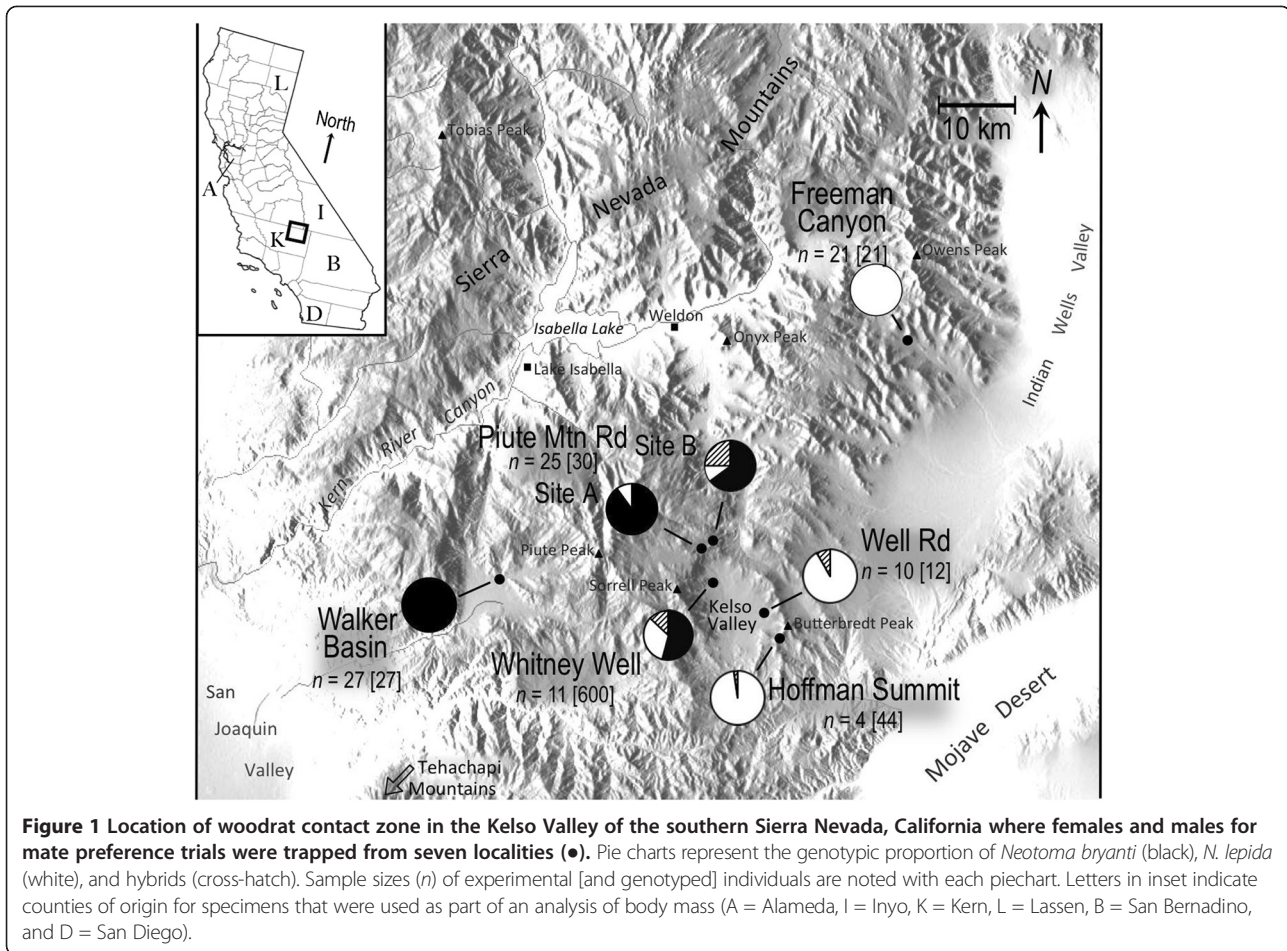 L
North
A
I
K
B
D
N
10 km
Tobias Peak
Sierra
Nevada
Mountains
Freeman
Canyon
n = 21 [21]
Owens Peak
Indian Wells Valley
Isabella Lake
Weldon
Onyx Peak
Lake Isabella
Kern River Canyon
Piute Mtn Rd
n = 25 [30]
Site A
Site B
Piute Peak
Sorrell Peak
Well Rd
n = 10 [12]
Kelso
Valley
Butterbredt Peak
Walker
Basin
n = 27 [27]
Whitney Well
n = 11 [600]
Hoffman Summit
n = 4 [44]
San
Joaquin
Valley
Tehachapi
Mountains
Mojave Desert
Figure 1 Location of woodrat contact zone in the Kelso Valley of the southern Sierra Nevada, California where females and males for
mate preference trials were trapped from seven localities (●). Pie charts represent the genotypic proportion of Neotoma bryanti (black), N. lepida
(white), and hybrids (cross-hatch). Sample sizes (n) of experimental [and genotyped] individuals are noted with each piechart. Letters in inset indicate
counties of origin for specimens that were used as part of an analysis of body mass (A = Alameda, I = Inyo, K = Kern, L = Lassen, B = San Bernadino,
and D = San Diego).